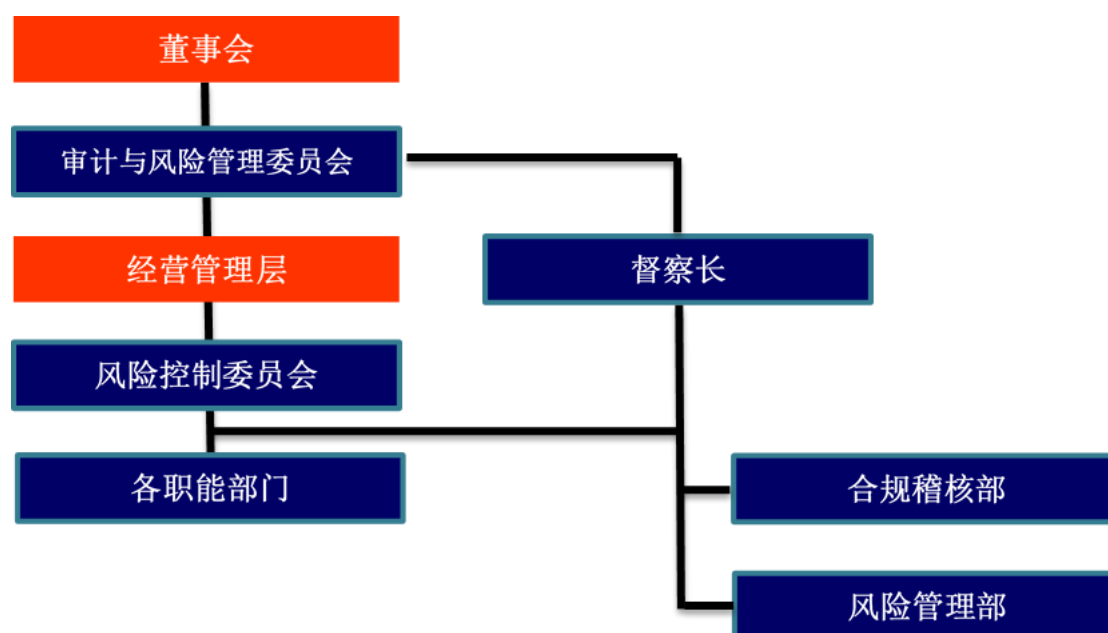 董事会
审计与风险管理委员会
经营管理层
督察长
风险控制委员会
各职能部门
合规稽核部
风险管理部